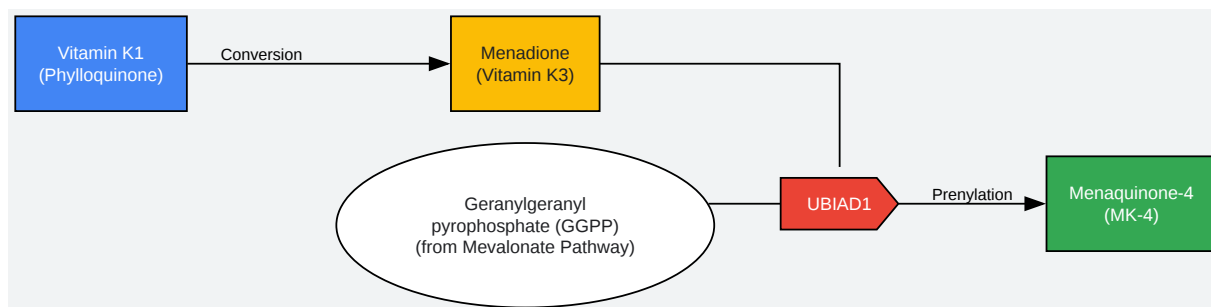 Vitamin K1
(Phylloquinone)
Conversion
Menadione
(Vitamin K3)
Geranylgeranyl
pyrophosphate (GGPP)
(from Mevalonate Pathway)
UBIAD1
Prenylation
Menaquinone-4
(MK-4)